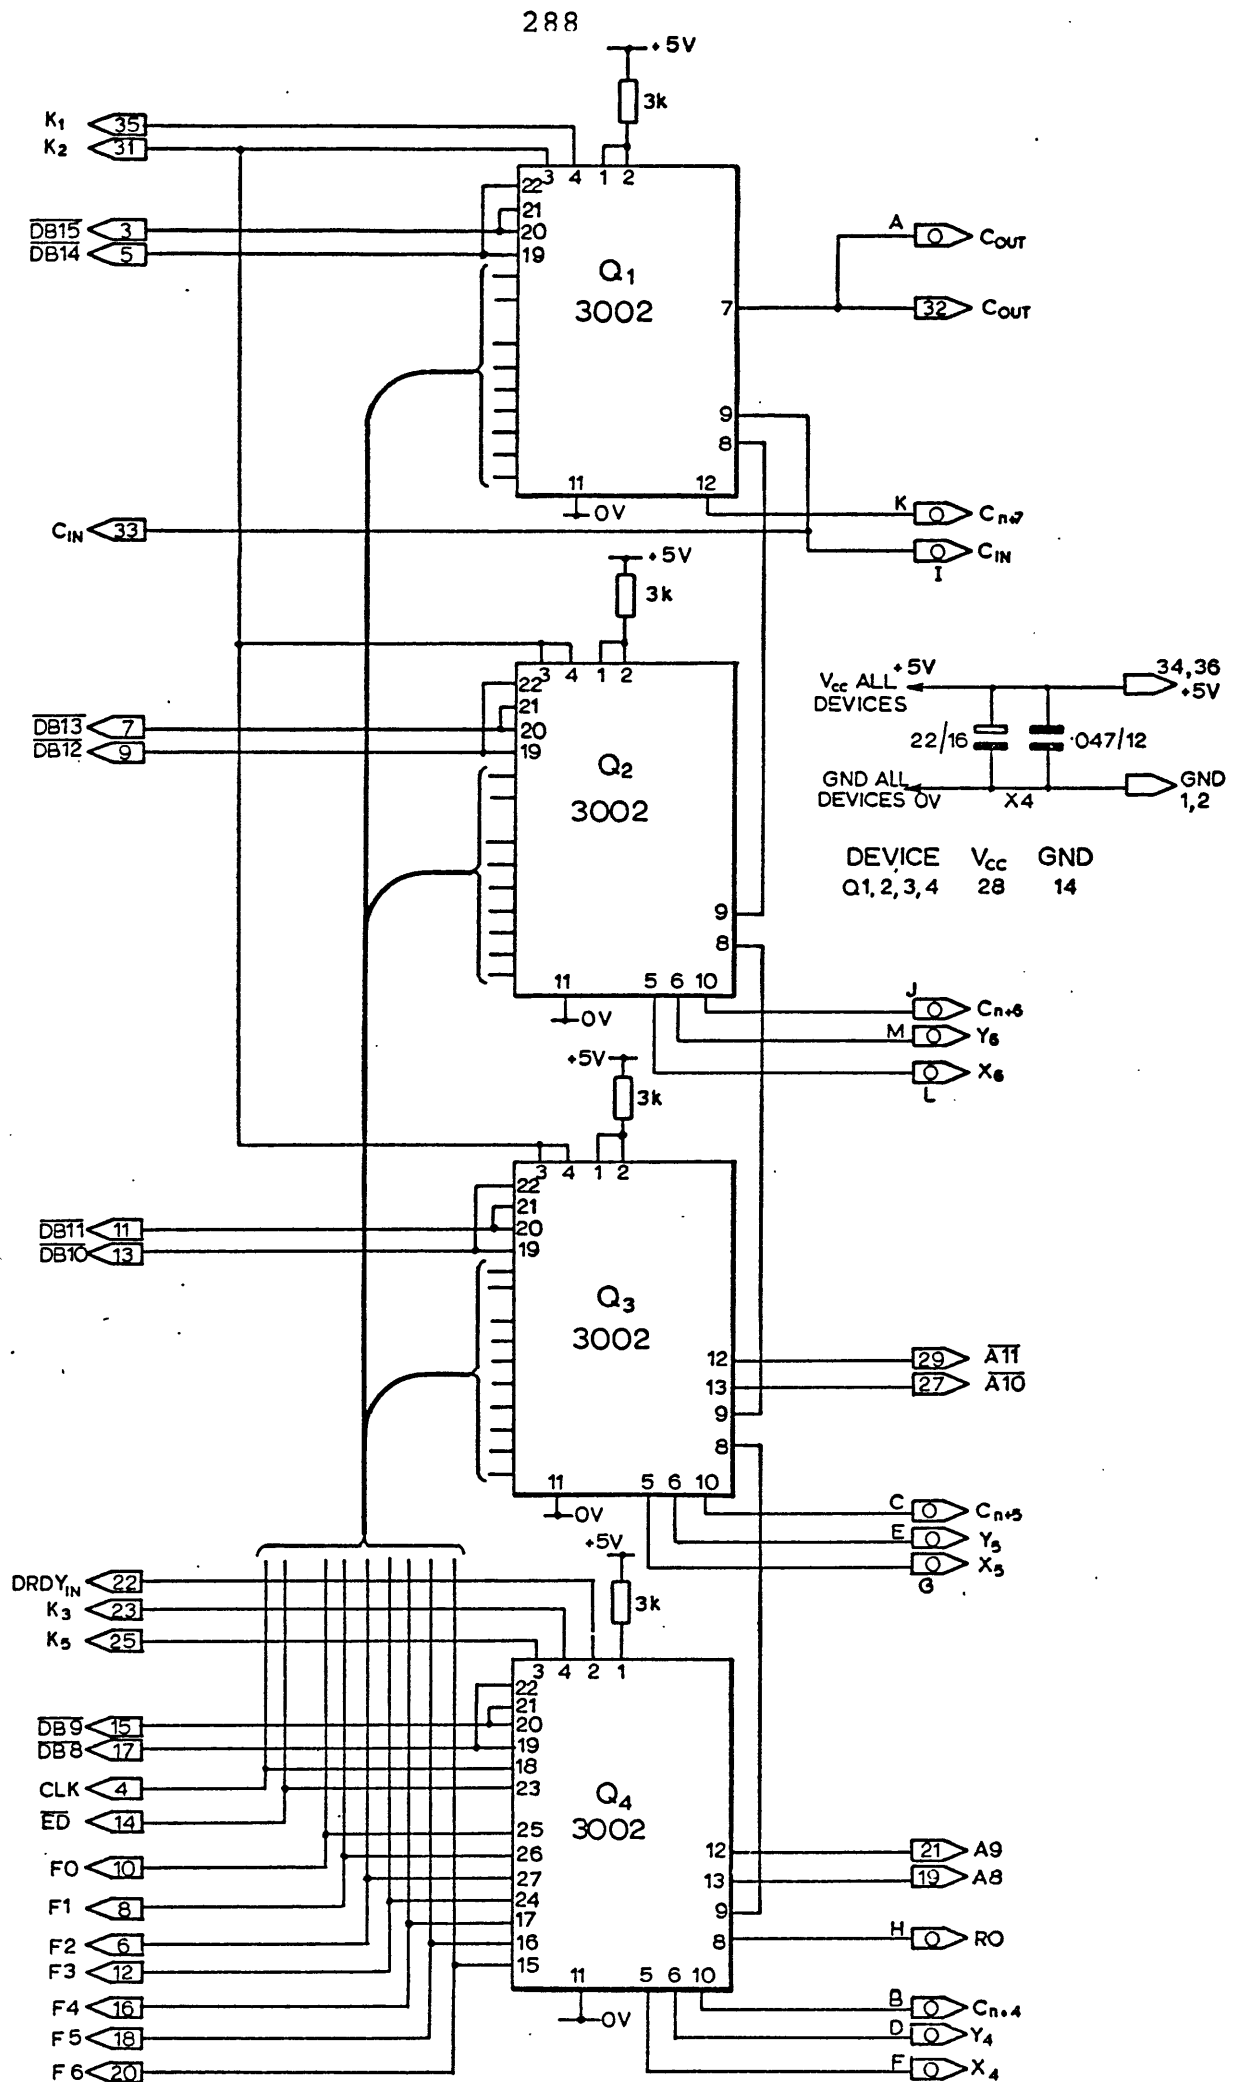 288
+5V
3k
K1 35
K2 31
3 4 1 2
22
21
DB15 3 20
DB14 5 19
Q1
3002
A O COUT
7 32 COUT
9
8
11 12
0V
K O Cn+7
CIN 33
O CIN
I
+5V
3k
3 4 1 2
22
21
DB13 7 20
DB12 9 19
Q2
3002
9
8
11 5 6 10
0V
J O Cn+6
M O Y6
O X6
L
+5V
VCC ALL DEVICES
34,36
+5V
22/16
.047/12
GND ALL DEVICES 0V
X4
GND
1,2
DEVICE VCC GND
Q1,2,3,4 28 14
+5V
3k
3 4 1 2
22
21
DB11 11 20
DB10 13 19
Q3
3002
12 29 A11
13 27 A10
9
8
11 5 6 10
0V
C O Cn+5
E O Y5
O X5
G
+5V
3k
DRDYIN 22
K3 23
K5 25
3 4 2 1
22
21
DB9 15 20
DB8 17 19
18
CLK 4
23
ED 14
Q4
3002
25
26
F0 10
27
24
F1 8
17
F2 6 16
F3 12 15
F4 16
F5 18
F6 20
12 21 A9
13 19 A8
9
8 H O R0
11 5 6 10
0V
B O Cn+4
D O Y4
F O X4